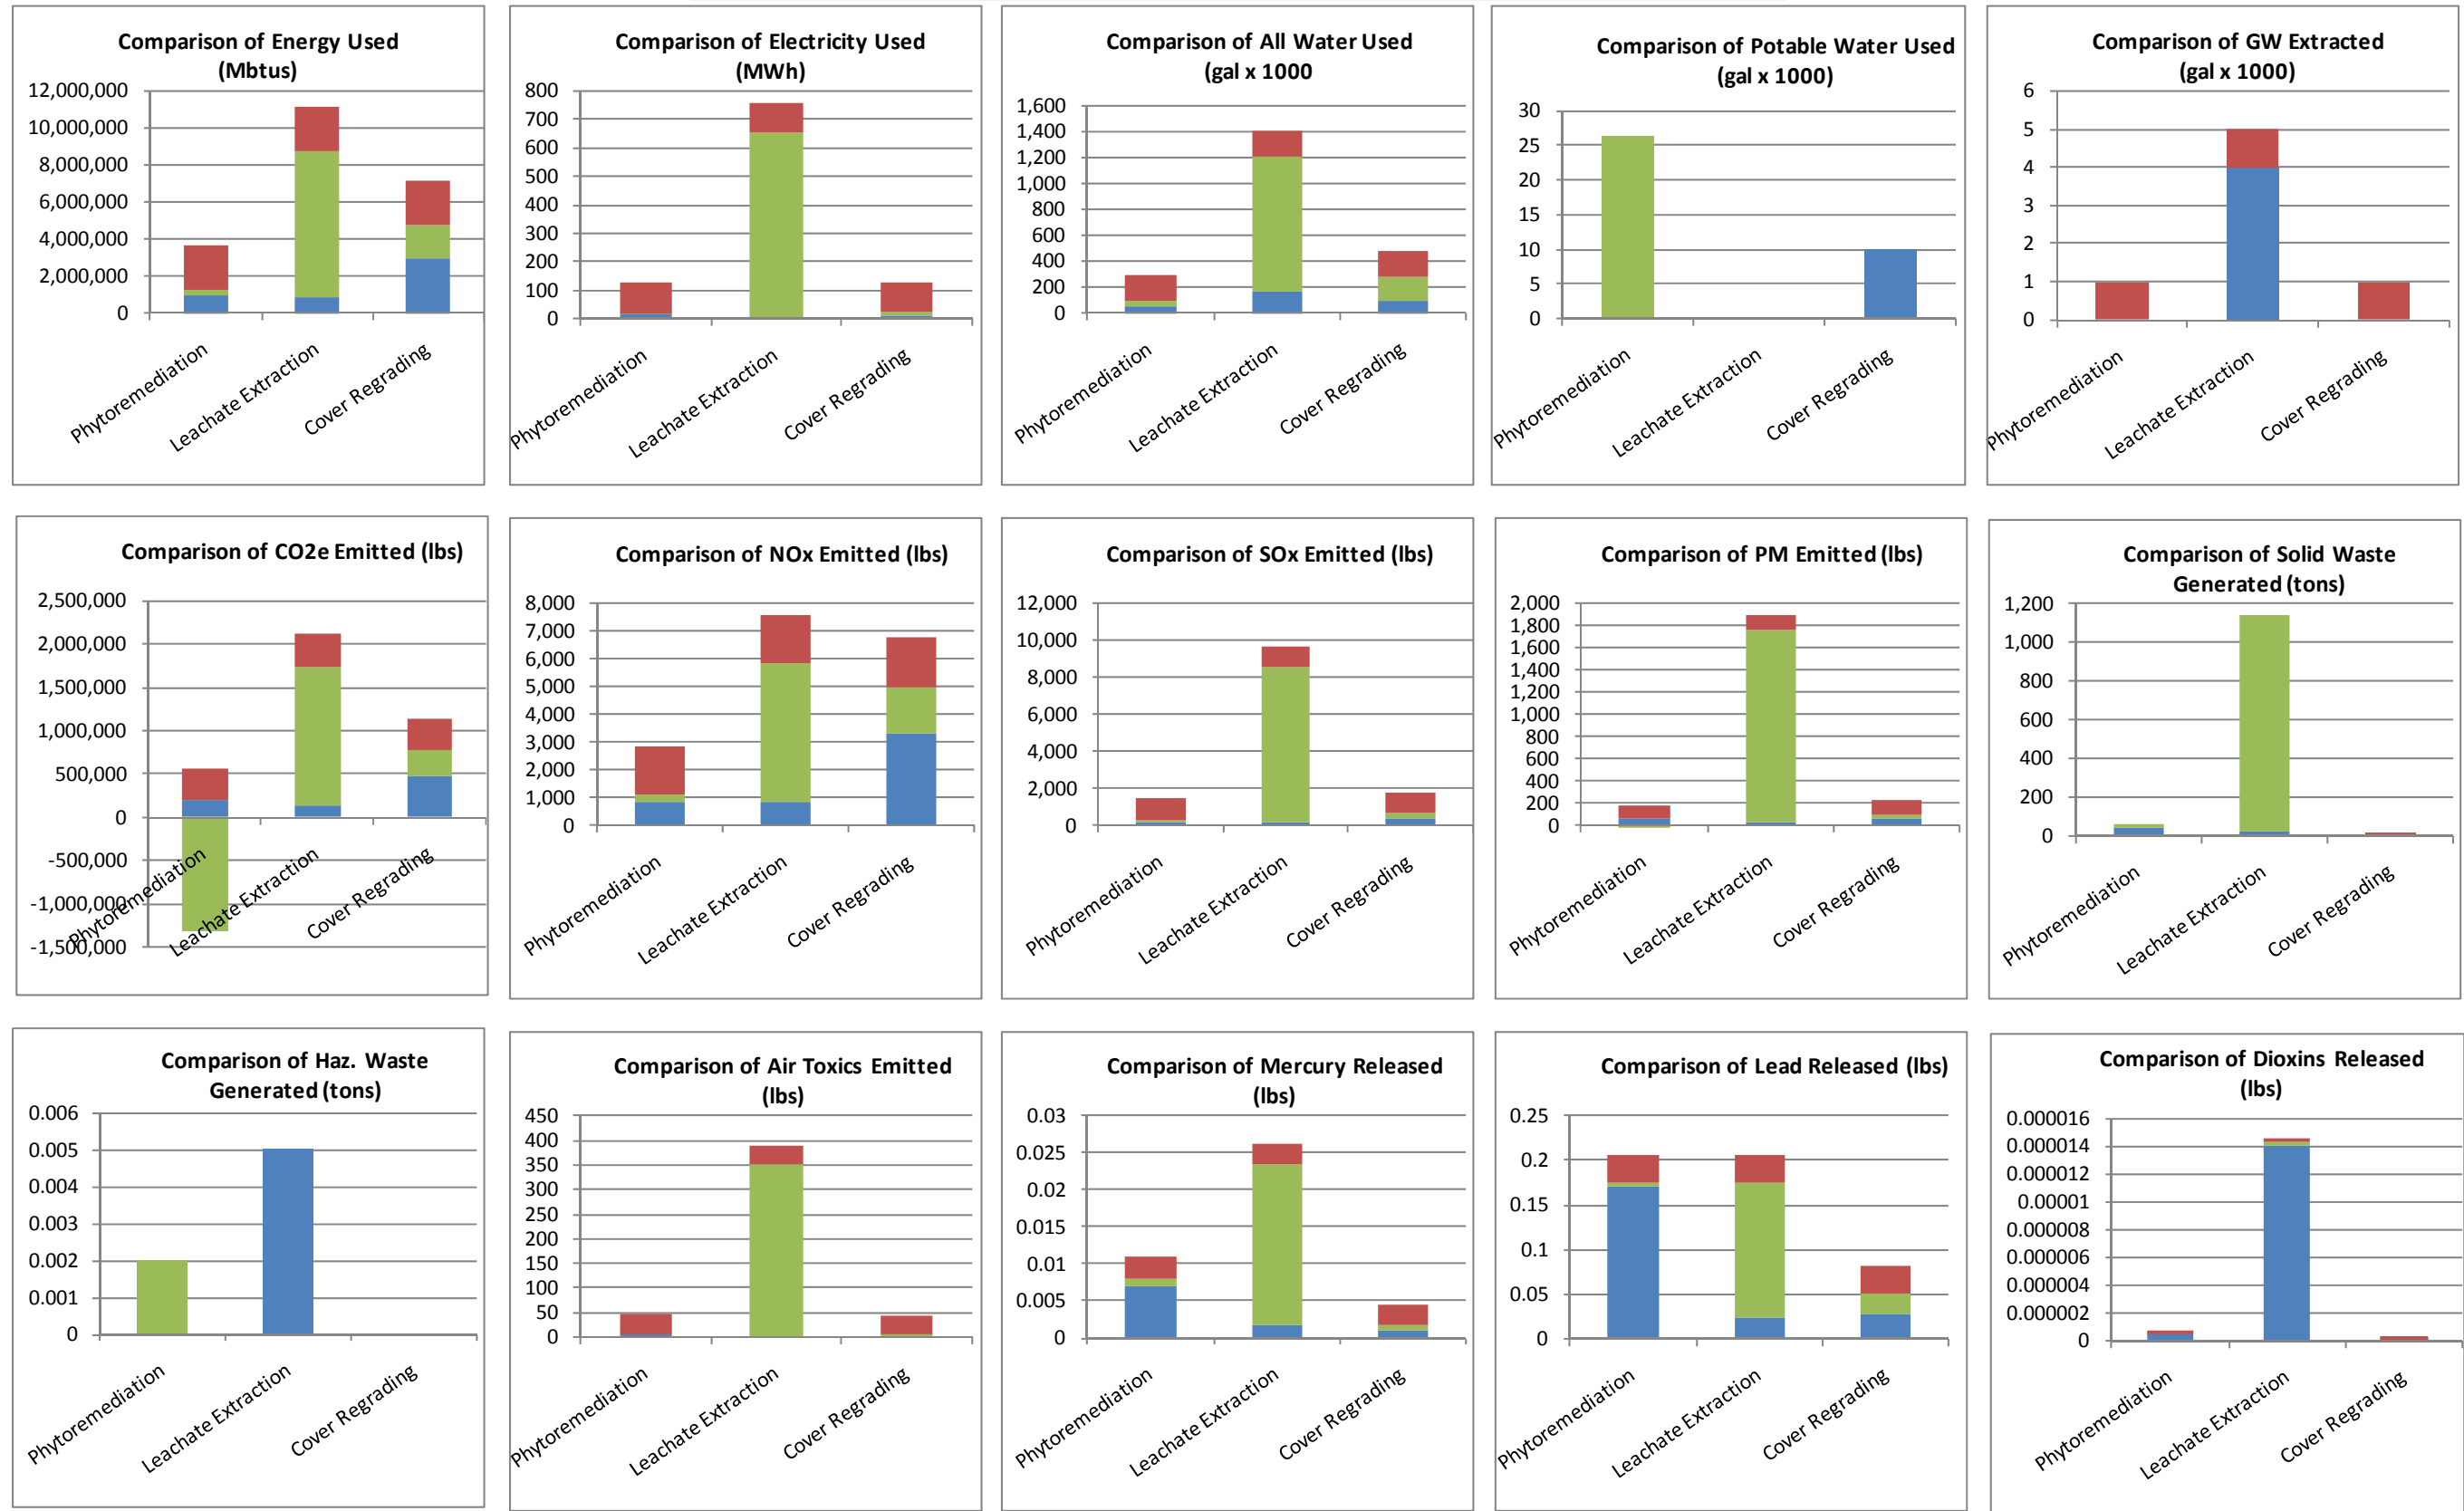 Comparison of Energy Used
(Mbtus)
12,000,000
10,000,000
8,000,000
6,000,000
4,000,000
2,000,000
0
Phytoremediation
Leachate Extraction
Cover Regrading
Comparison of Electricity Used
(MWh)
800
700
600
500
400
300
200
100
0
Phytoremediation
Leachate Extraction
Cover Regrading
Comparison of All Water Used
(gal x 1000
1,600
1,400
1,200
1,000
800
600
400
200
0
Phytoremediation
Leachate Extraction
Cover Regrading
Comparison of Potable Water Used
(gal x 1000)
30
25
20
15
10
5
0
Phytoremediation
Leachate Extraction
Cover Regrading
Comparison of GW Extracted
(gal x 1000)
6
5
4
3
2
1
0
Phytoremediation
Leachate Extraction
Cover Regrading
Comparison of CO2e Emitted (lbs)
2,500,000
2,000,000
1,500,000
1,000,000
500,000
0
-500,000
-1,000,000
-1,500,000
Phytoremediation
Leachate Extraction
Cover Regrading
Comparison of NOx Emitted (lbs)
8,000
7,000
6,000
5,000
4,000
3,000
2,000
1,000
0
Phytoremediation
Leachate Extraction
Cover Regrading
Comparison of SOx Emitted (lbs)
12,000
10,000
8,000
6,000
4,000
2,000
0
Phytoremediation
Leachate Extraction
Cover Regrading
Comparison of PM Emitted (lbs)
2,000
1,800
1,600
1,400
1,200
1,000
800
600
400
200
0
Phytoremediation
Leachate Extraction
Cover Regrading
Comparison of Solid Waste
Generated (tons)
1,200
1,000
800
600
400
200
0
Phytoremediation
Leachate Extraction
Cover Regrading
Comparison of Haz. Waste
Generated (tons)
0.006
0.005
0.004
0.003
0.002
0.001
0
Phytoremediation
Leachate Extraction
Cover Regrading
Comparison of Air Toxics Emitted
(lbs)
450
400
350
300
250
200
150
100
50
0
Phytoremediation
Leachate Extraction
Cover Regrading
Comparison of Mercury Released
(lbs)
0.03
0.025
0.02
0.015
0.01
0.005
0
Phytoremediation
Leachate Extraction
Cover Regrading
Comparison of Lead Released (lbs)
0.25
0.2
0.15
0.1
0.05
0
Phytoremediation
Leachate Extraction
Cover Regrading
Comparison of Dioxins Released
(lbs)
0.000016
0.000014
0.000012
0.00001
0.000008
0.000006
0.000004
0.000002
0
Phytoremediation
Leachate Extraction
Cover Regrading